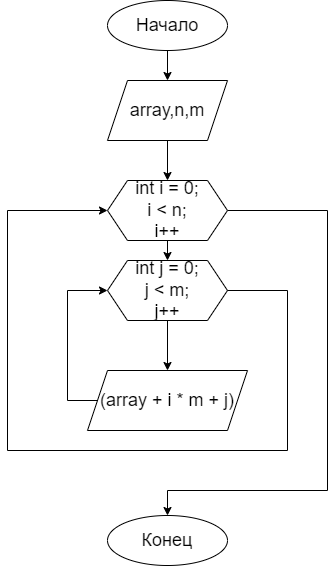 Начало
array,n,m
int i = 0;
i < n;
i++
int j = 0;
j < m;
j++
(array + i * m + j)
Конец